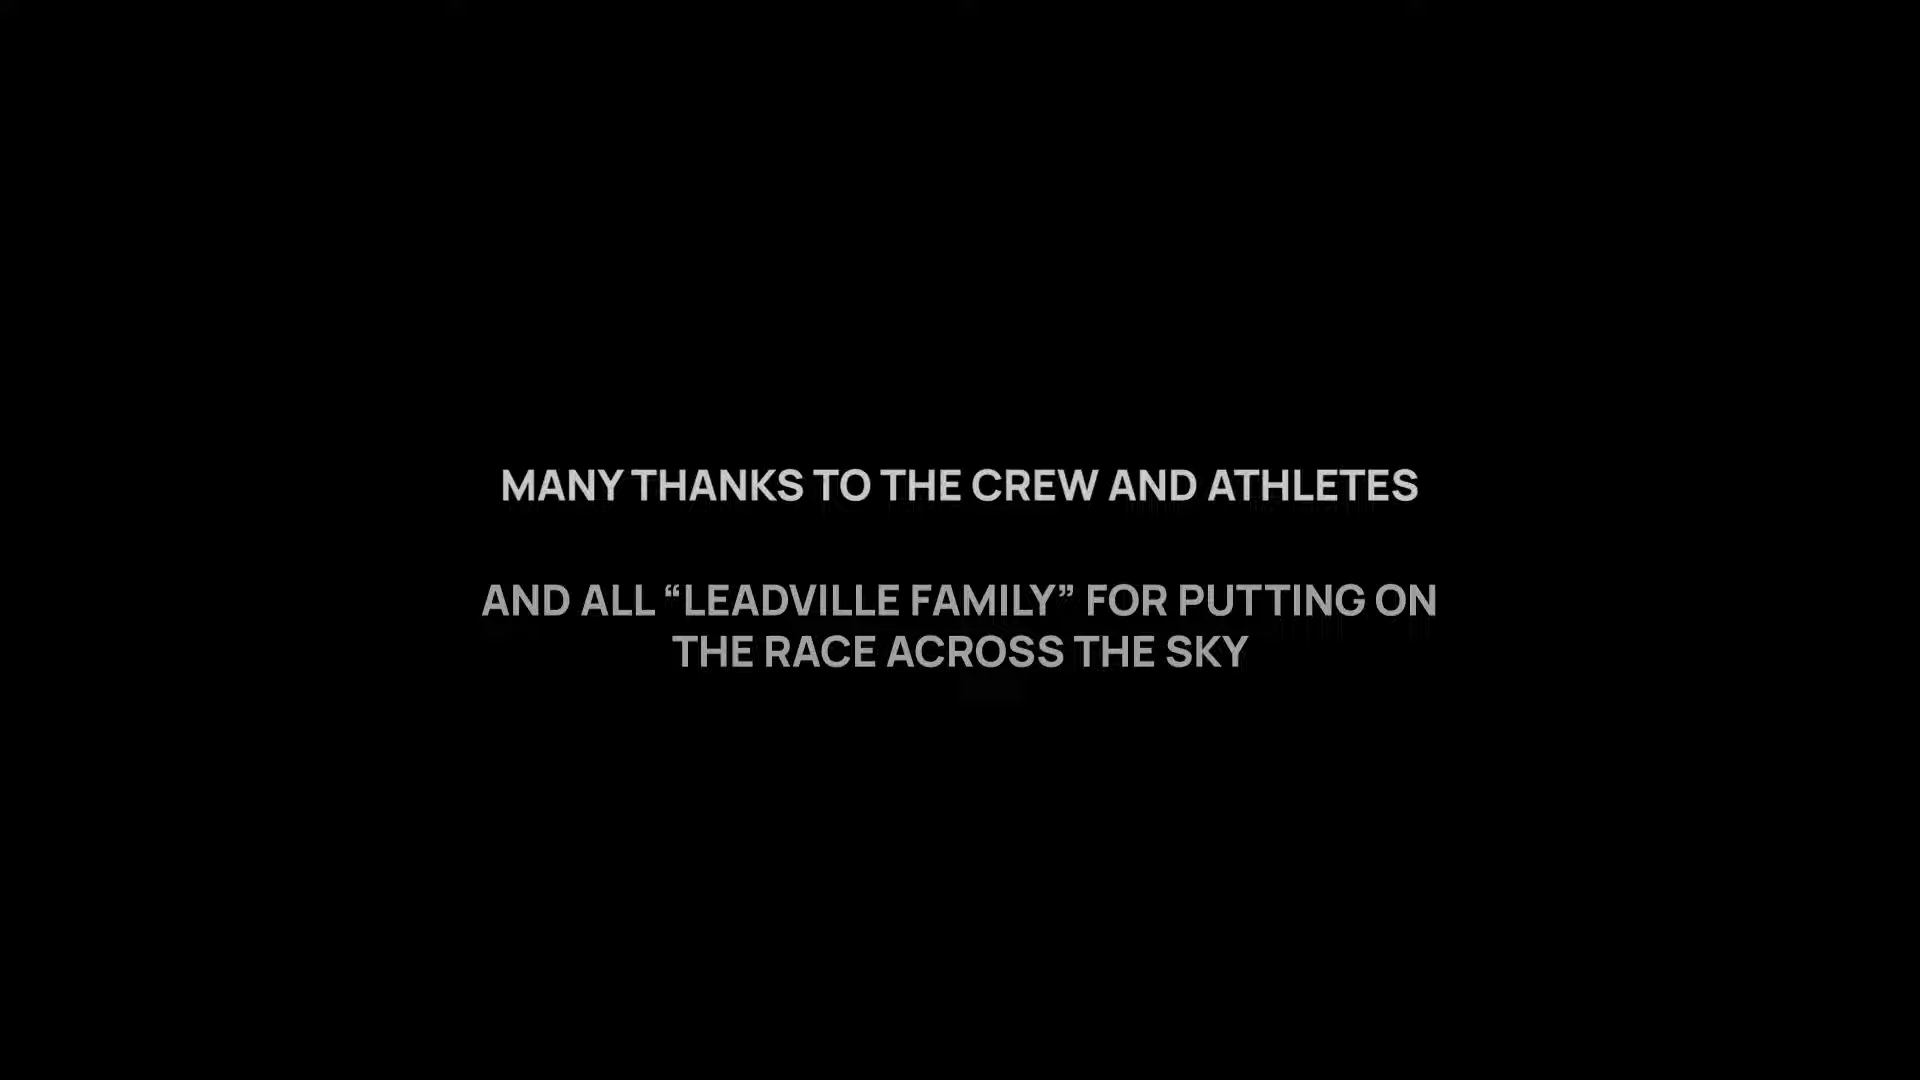 MANY THANKS TO THE CREW AND ATHLETES
AND ALL “LEADVILLE FAMILY” FOR PUTTING ON
THE RACE ACROSS THE SKY